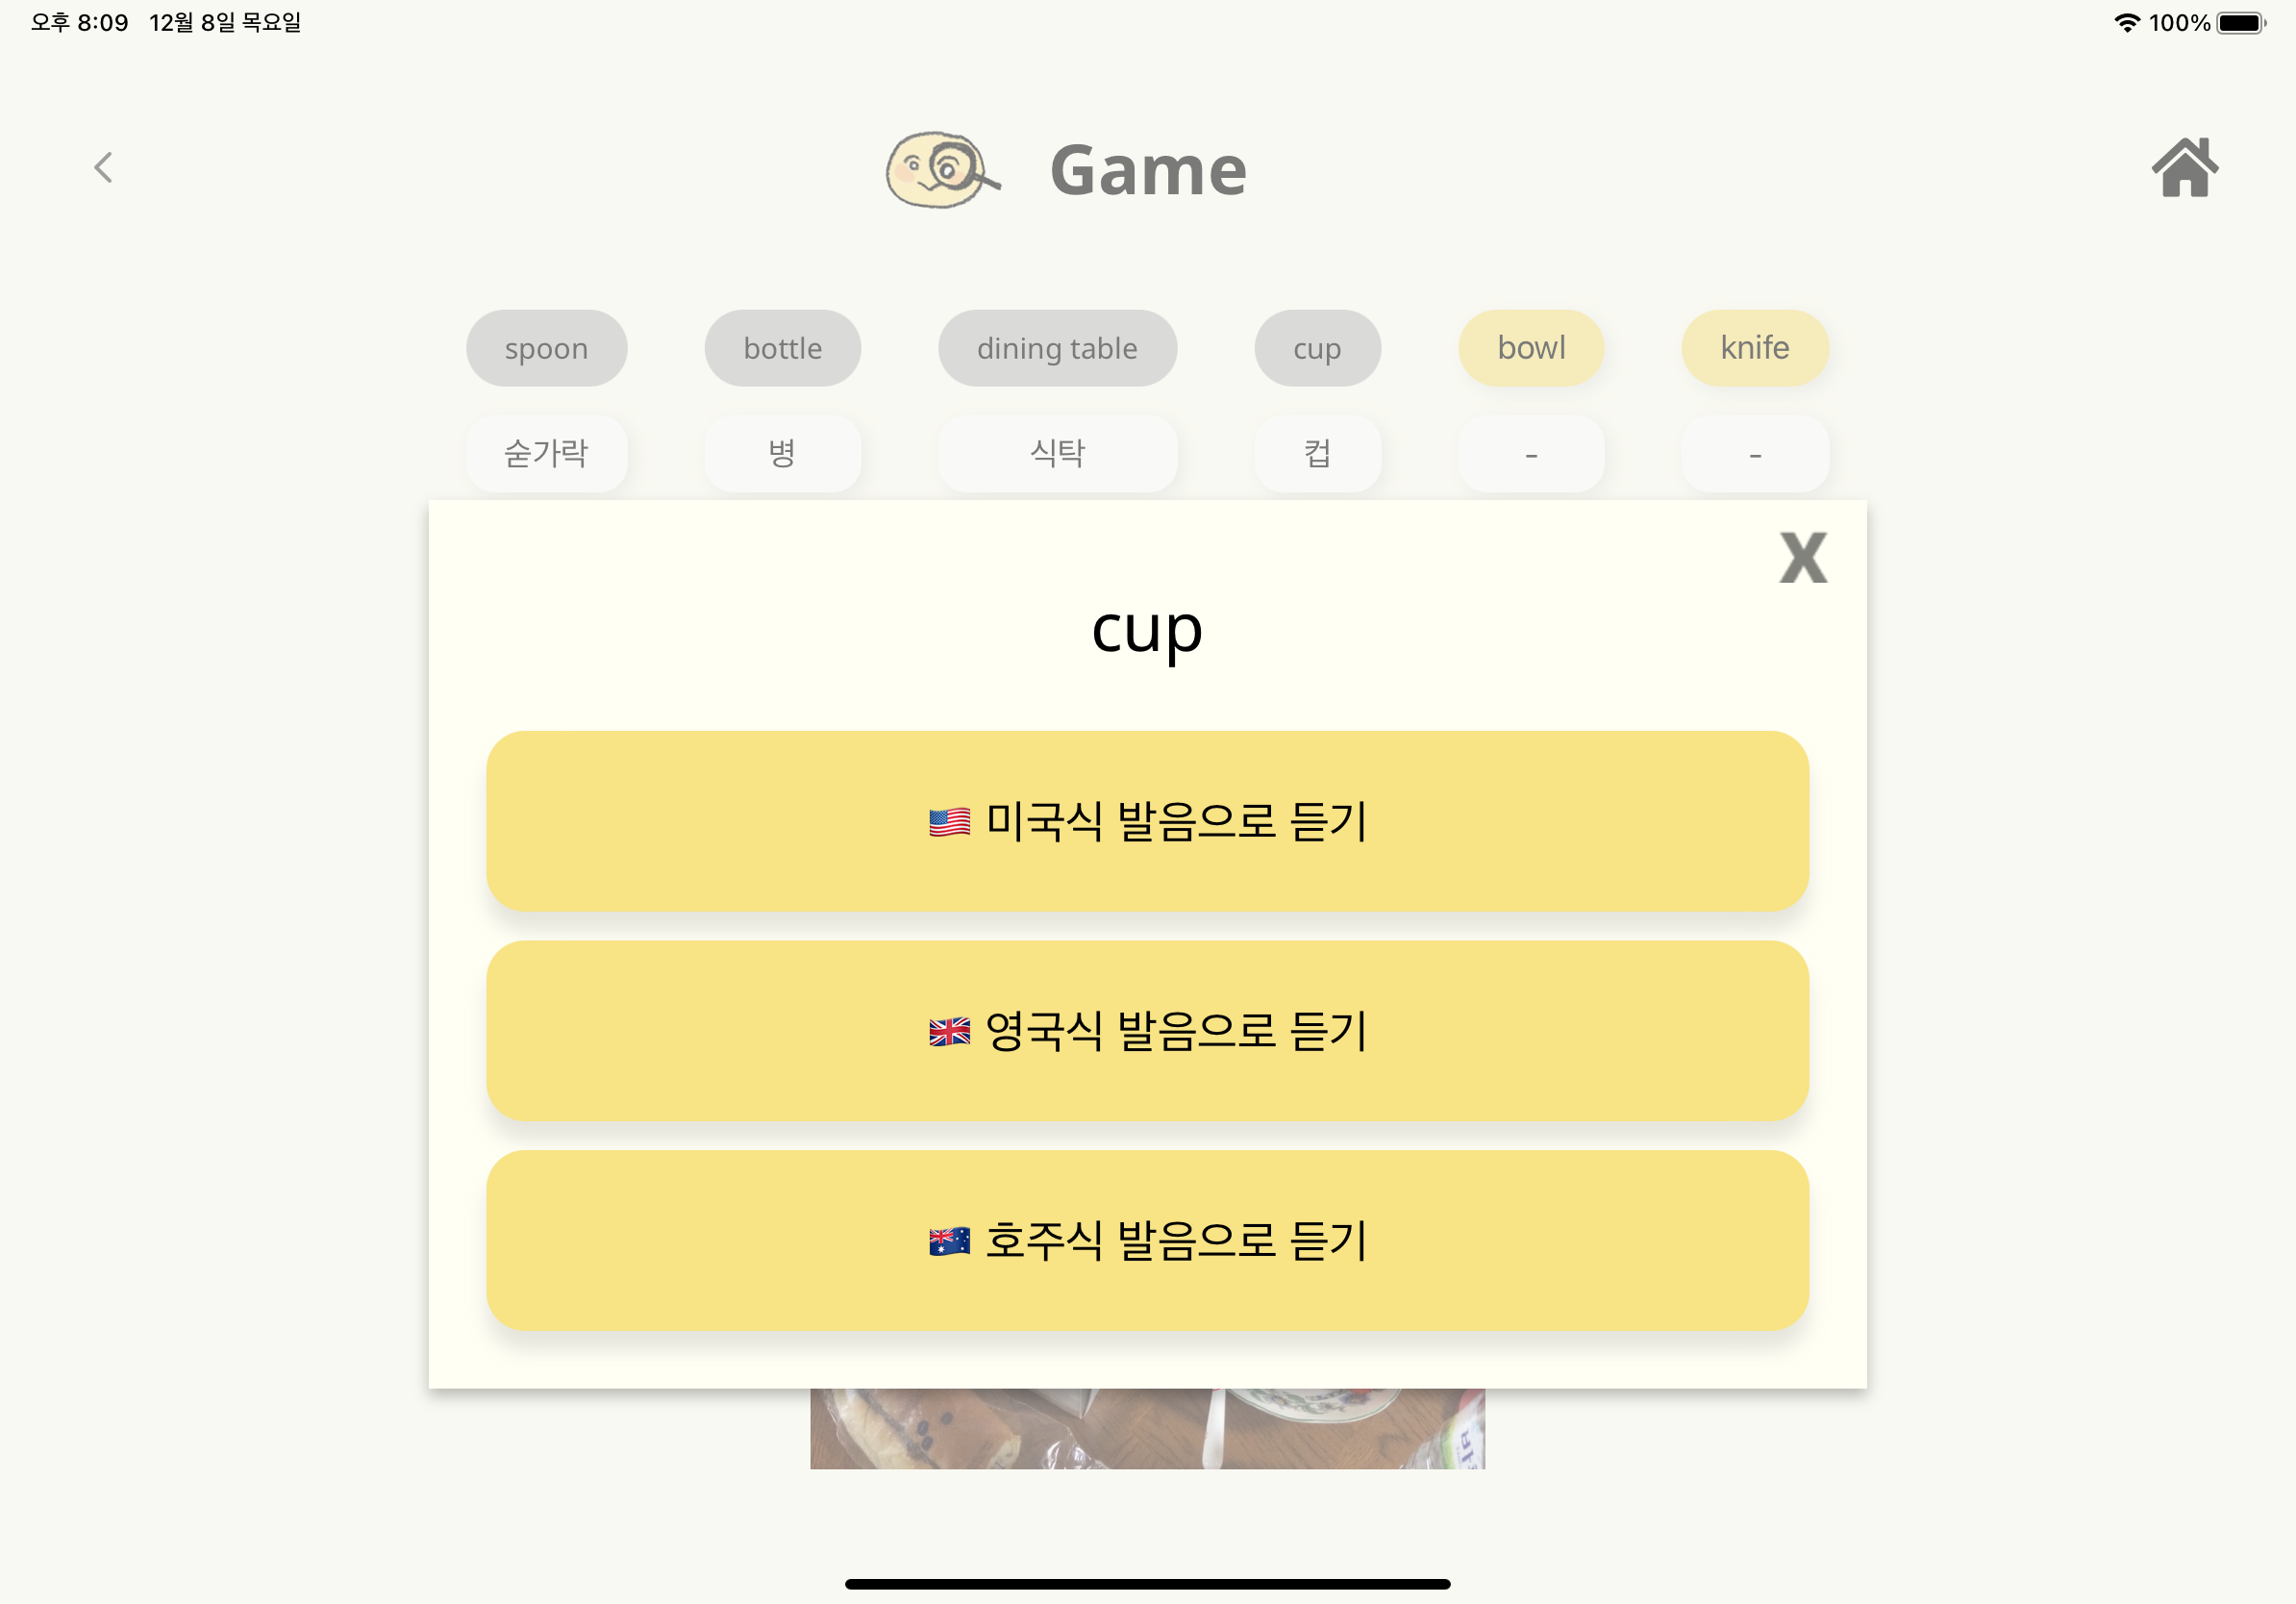 오후 8:09 12월 8일 목요일 100%
Game
spoon bottle dining table cup bowl knife
숟가락 병 식탁 컵 - -
X
cup
미국식 발음으로 듣기
영국식 발음으로 듣기
호주식 발음으로 듣기